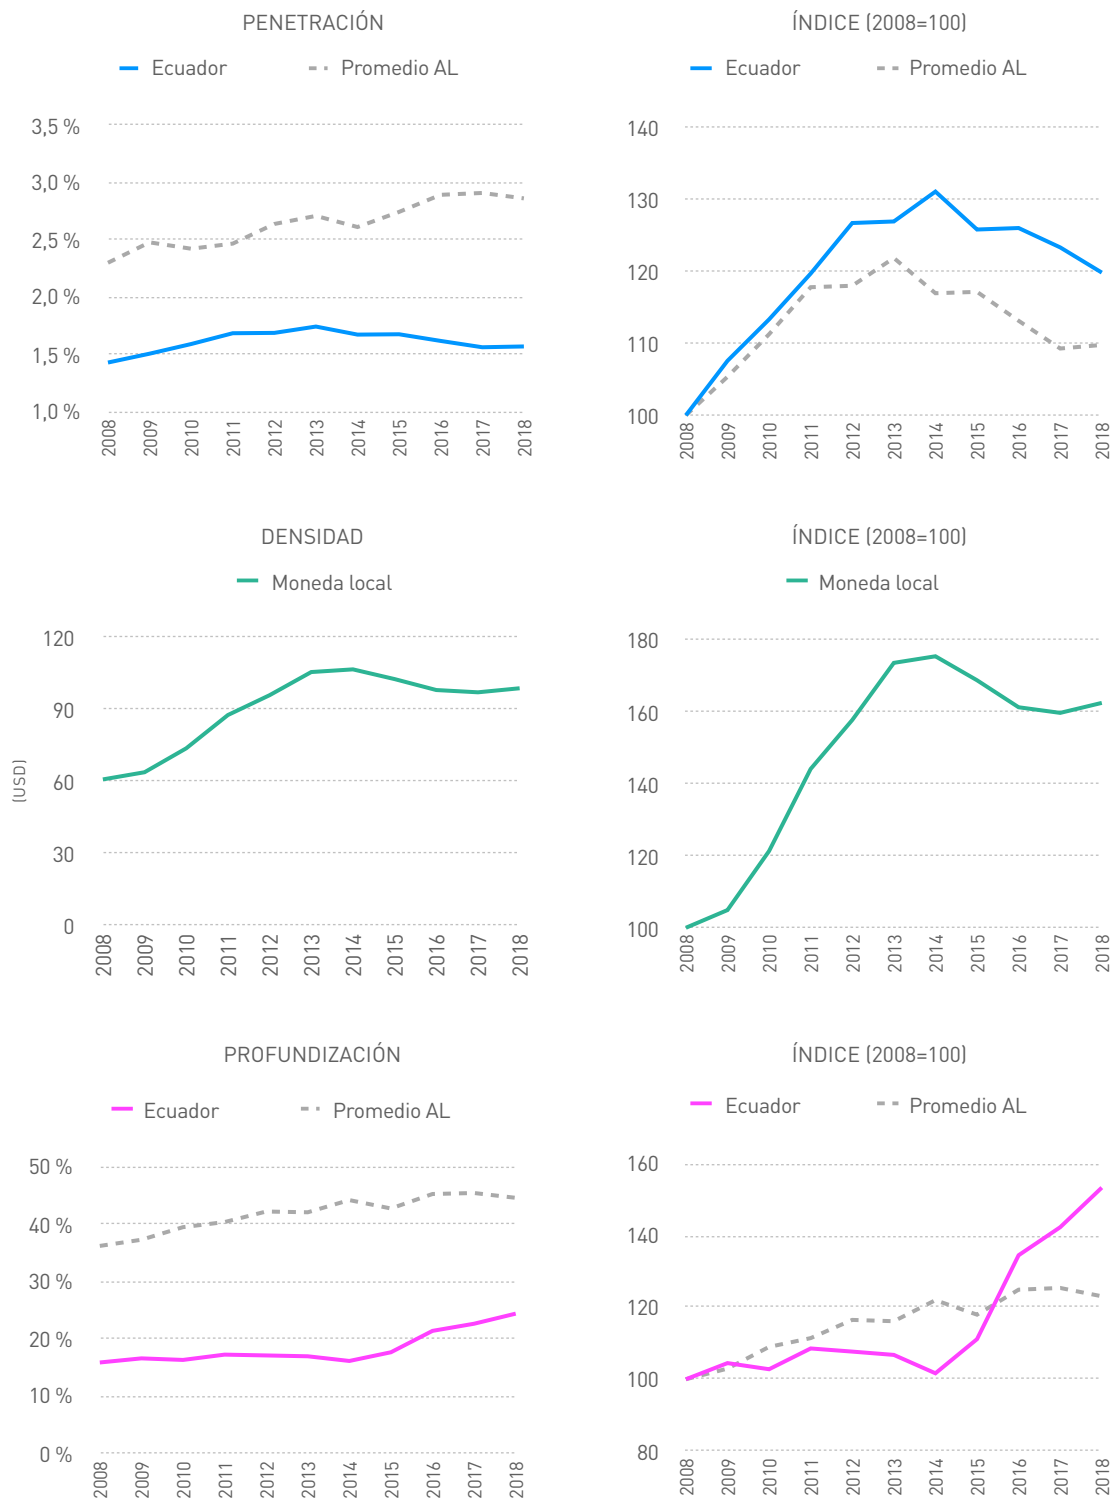 PENETRACIÓN
Ecuador
Promedio AL
3,5 %
3,0 %
2,5 %
2,0 %
1,5 %
1,0 %
2008 2009 2010 2011 2012 2013 2014 2015 2016 2017 2018
ÍNDICE (2008=100)
Ecuador
Promedio AL
140
130
120
110
100
2008 2009 2010 2011 2012 2013 2014 2015 2016 2017 2018
DENSIDAD
Moneda local
(USD)
120
90
60
30
0
2008 2009 2010 2011 2012 2013 2014 2015 2016 2017 2018
ÍNDICE (2008=100)
Moneda local
180
160
140
120
100
2008 2009 2010 2011 2012 2013 2014 2015 2016 2017 2018
PROFUNDIZACIÓN
Ecuador
Promedio AL
50 %
40 %
30 %
20 %
10 %
0 %
2008 2009 2010 2011 2012 2013 2014 2015 2016 2017 2018
ÍNDICE (2008=100)
Ecuador
Promedio AL
160
140
120
100
80
2008 2009 2010 2011 2012 2013 2014 2015 2016 2017 2018